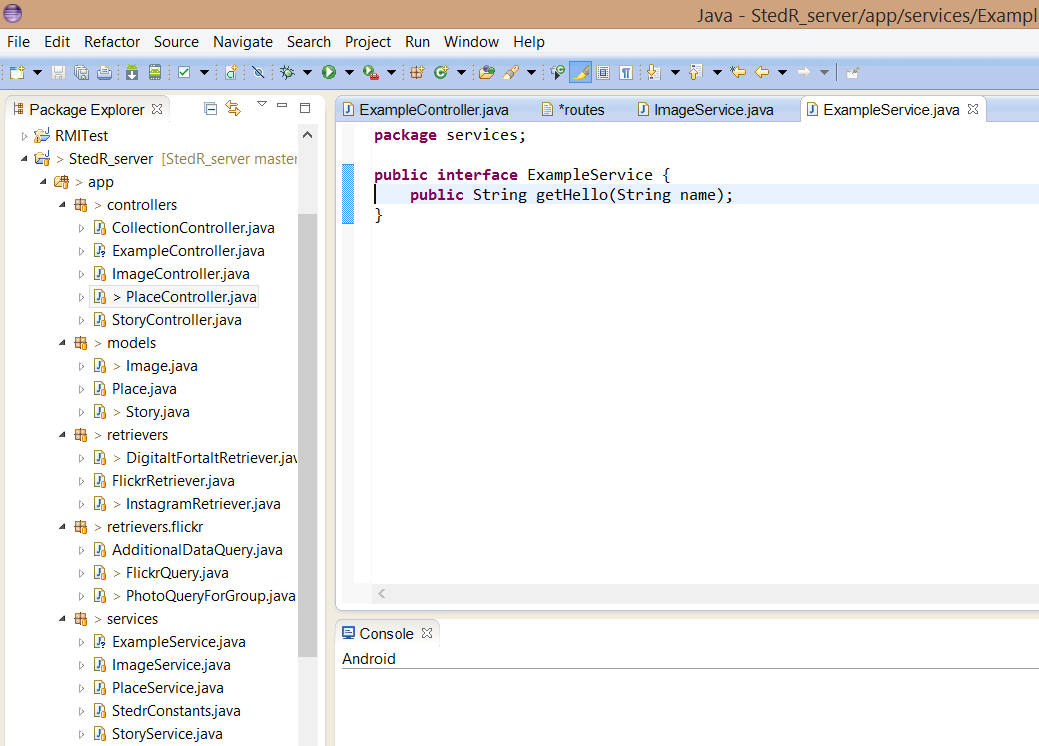 Java - StedR_server/app/services/Exampl
File Edit Refactor Source Navigate Search Project Run Window Help
Package Explorer
RMITest
> StedR_server [StedR_server master
> app
> controllers
CollectionController.java
ExampleController.java
ImageController.java
> PlaceController.java
StoryController.java
> models
> Image.java
Place.java
> Story.java
> retrievers
> DigitaltFortaltRetriever.jav
FlickrRetriever.java
> InstagramRetriever.java
> retrievers.flickr
AdditionalDataQuery.java
> FlickrQuery.java
> PhotoQueryForGroup.java
> services
ExampleService.java
ImageService.java
PlaceService.java
StedrConstants.java
StoryService.java
ExampleController.java *routes ImageService.java ExampleService.java
package services;
public interface ExampleService {
public String getHello(String name);
}
Console
Android